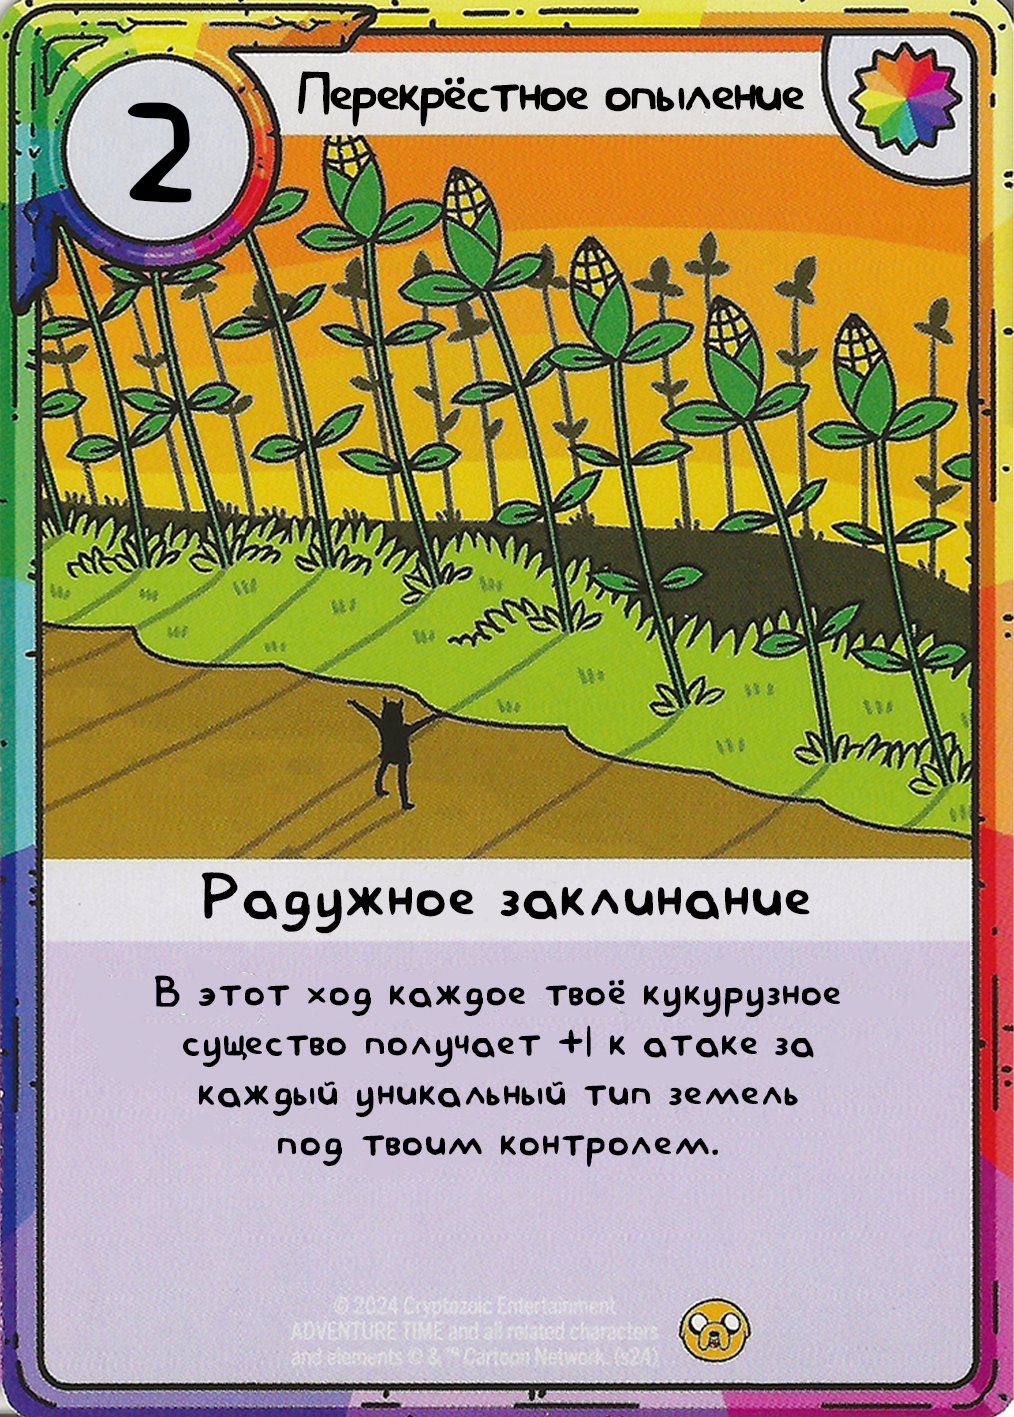 2
Перекрёстное опыление
Радужное заклинание
В этот ход каждое твоё кукурузное
существо получает +1 к атаке за
каждый уникальный тип земель
под твоим контролем.
© 2024 Cryptozoic Entertainment
ADVENTURE TIME and all related characters
and elements © & ™ Cartoon Network. (s24)